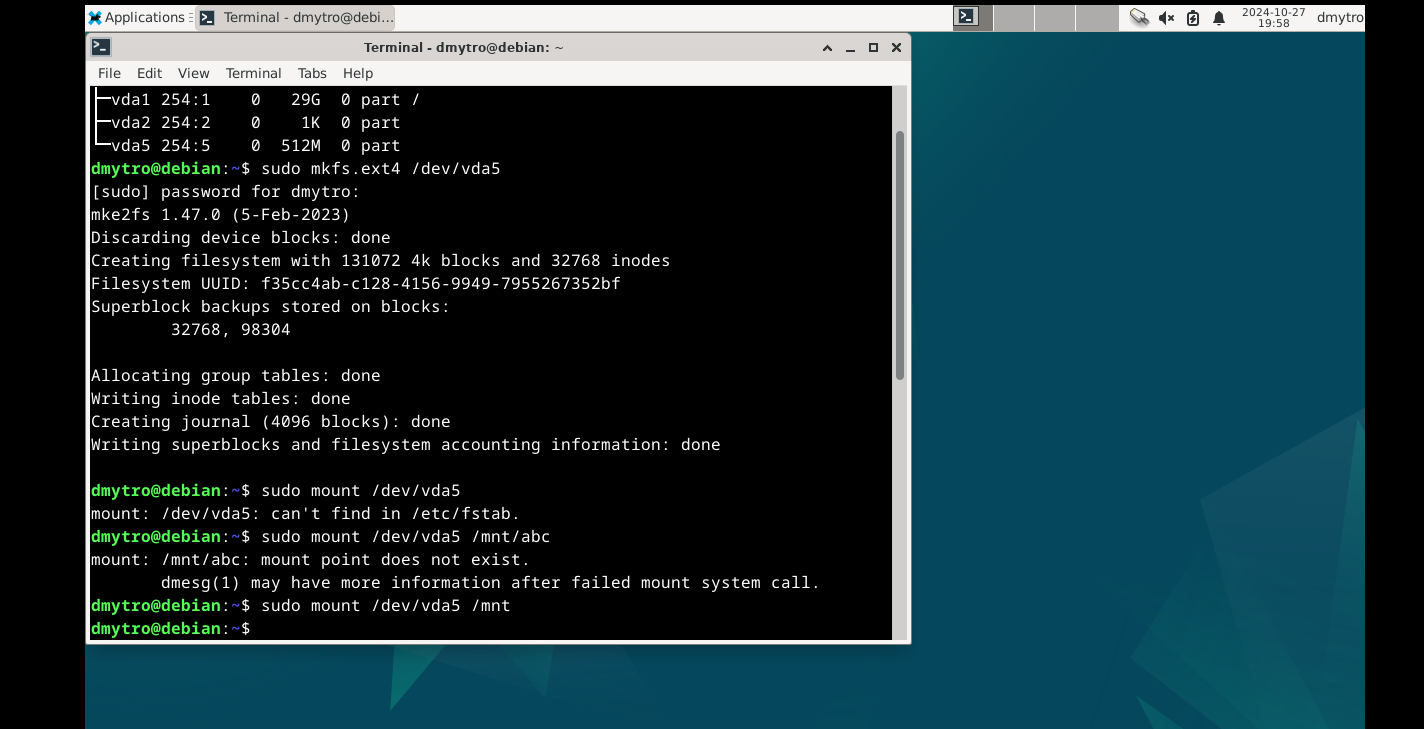 Applications
Terminal - dmytro@debi...
2024-10-27
19:58
dmytro
Terminal - dmytro@debian: ~
File Edit View Terminal Tabs Help
├─vda1 254:1    0   29G  0 part /
├─vda2 254:2    0    1K  0 part
└─vda5 254:5    0  512M  0 part
dmytro@debian:~$ sudo mkfs.ext4 /dev/vda5
[sudo] password for dmytro:
mke2fs 1.47.0 (5-Feb-2023)
Discarding device blocks: done
Creating filesystem with 131072 4k blocks and 32768 inodes
Filesystem UUID: f35cc4ab-c128-4156-9949-7955267352bf
Superblock backups stored on blocks:
        32768, 98304
Allocating group tables: done
Writing inode tables: done
Creating journal (4096 blocks): done
Writing superblocks and filesystem accounting information: done
dmytro@debian:~$ sudo mount /dev/vda5
mount: /dev/vda5: can't find in /etc/fstab.
dmytro@debian:~$ sudo mount /dev/vda5 /mnt/abc
mount: /mnt/abc: mount point does not exist.
       dmesg(1) may have more information after failed mount system call.
dmytro@debian:~$ sudo mount /dev/vda5 /mnt
dmytro@debian:~$